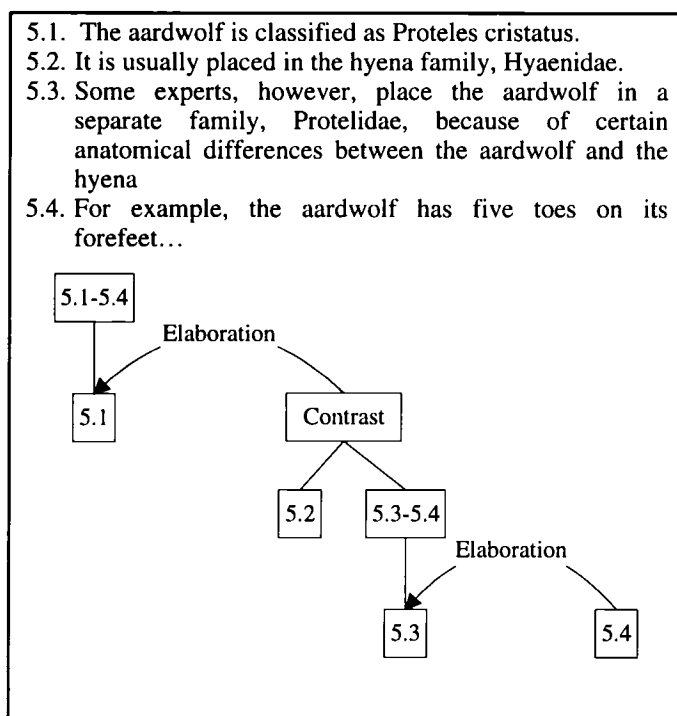 5.1. The aardwolf is classified as Proteles cristatus.
5.2. It is usually placed in the hyena family, Hyaenidae.
5.3. Some experts, however, place the aardwolf in a
separate family, Protelidae, because of certain
anatomical differences between the aardwolf and the
hyena
5.4. For example, the aardwolf has five toes on its
forefeet…
5.1-5.4
Elaboration
5.1
Contrast
5.2
5.3-5.4
Elaboration
5.3
5.4